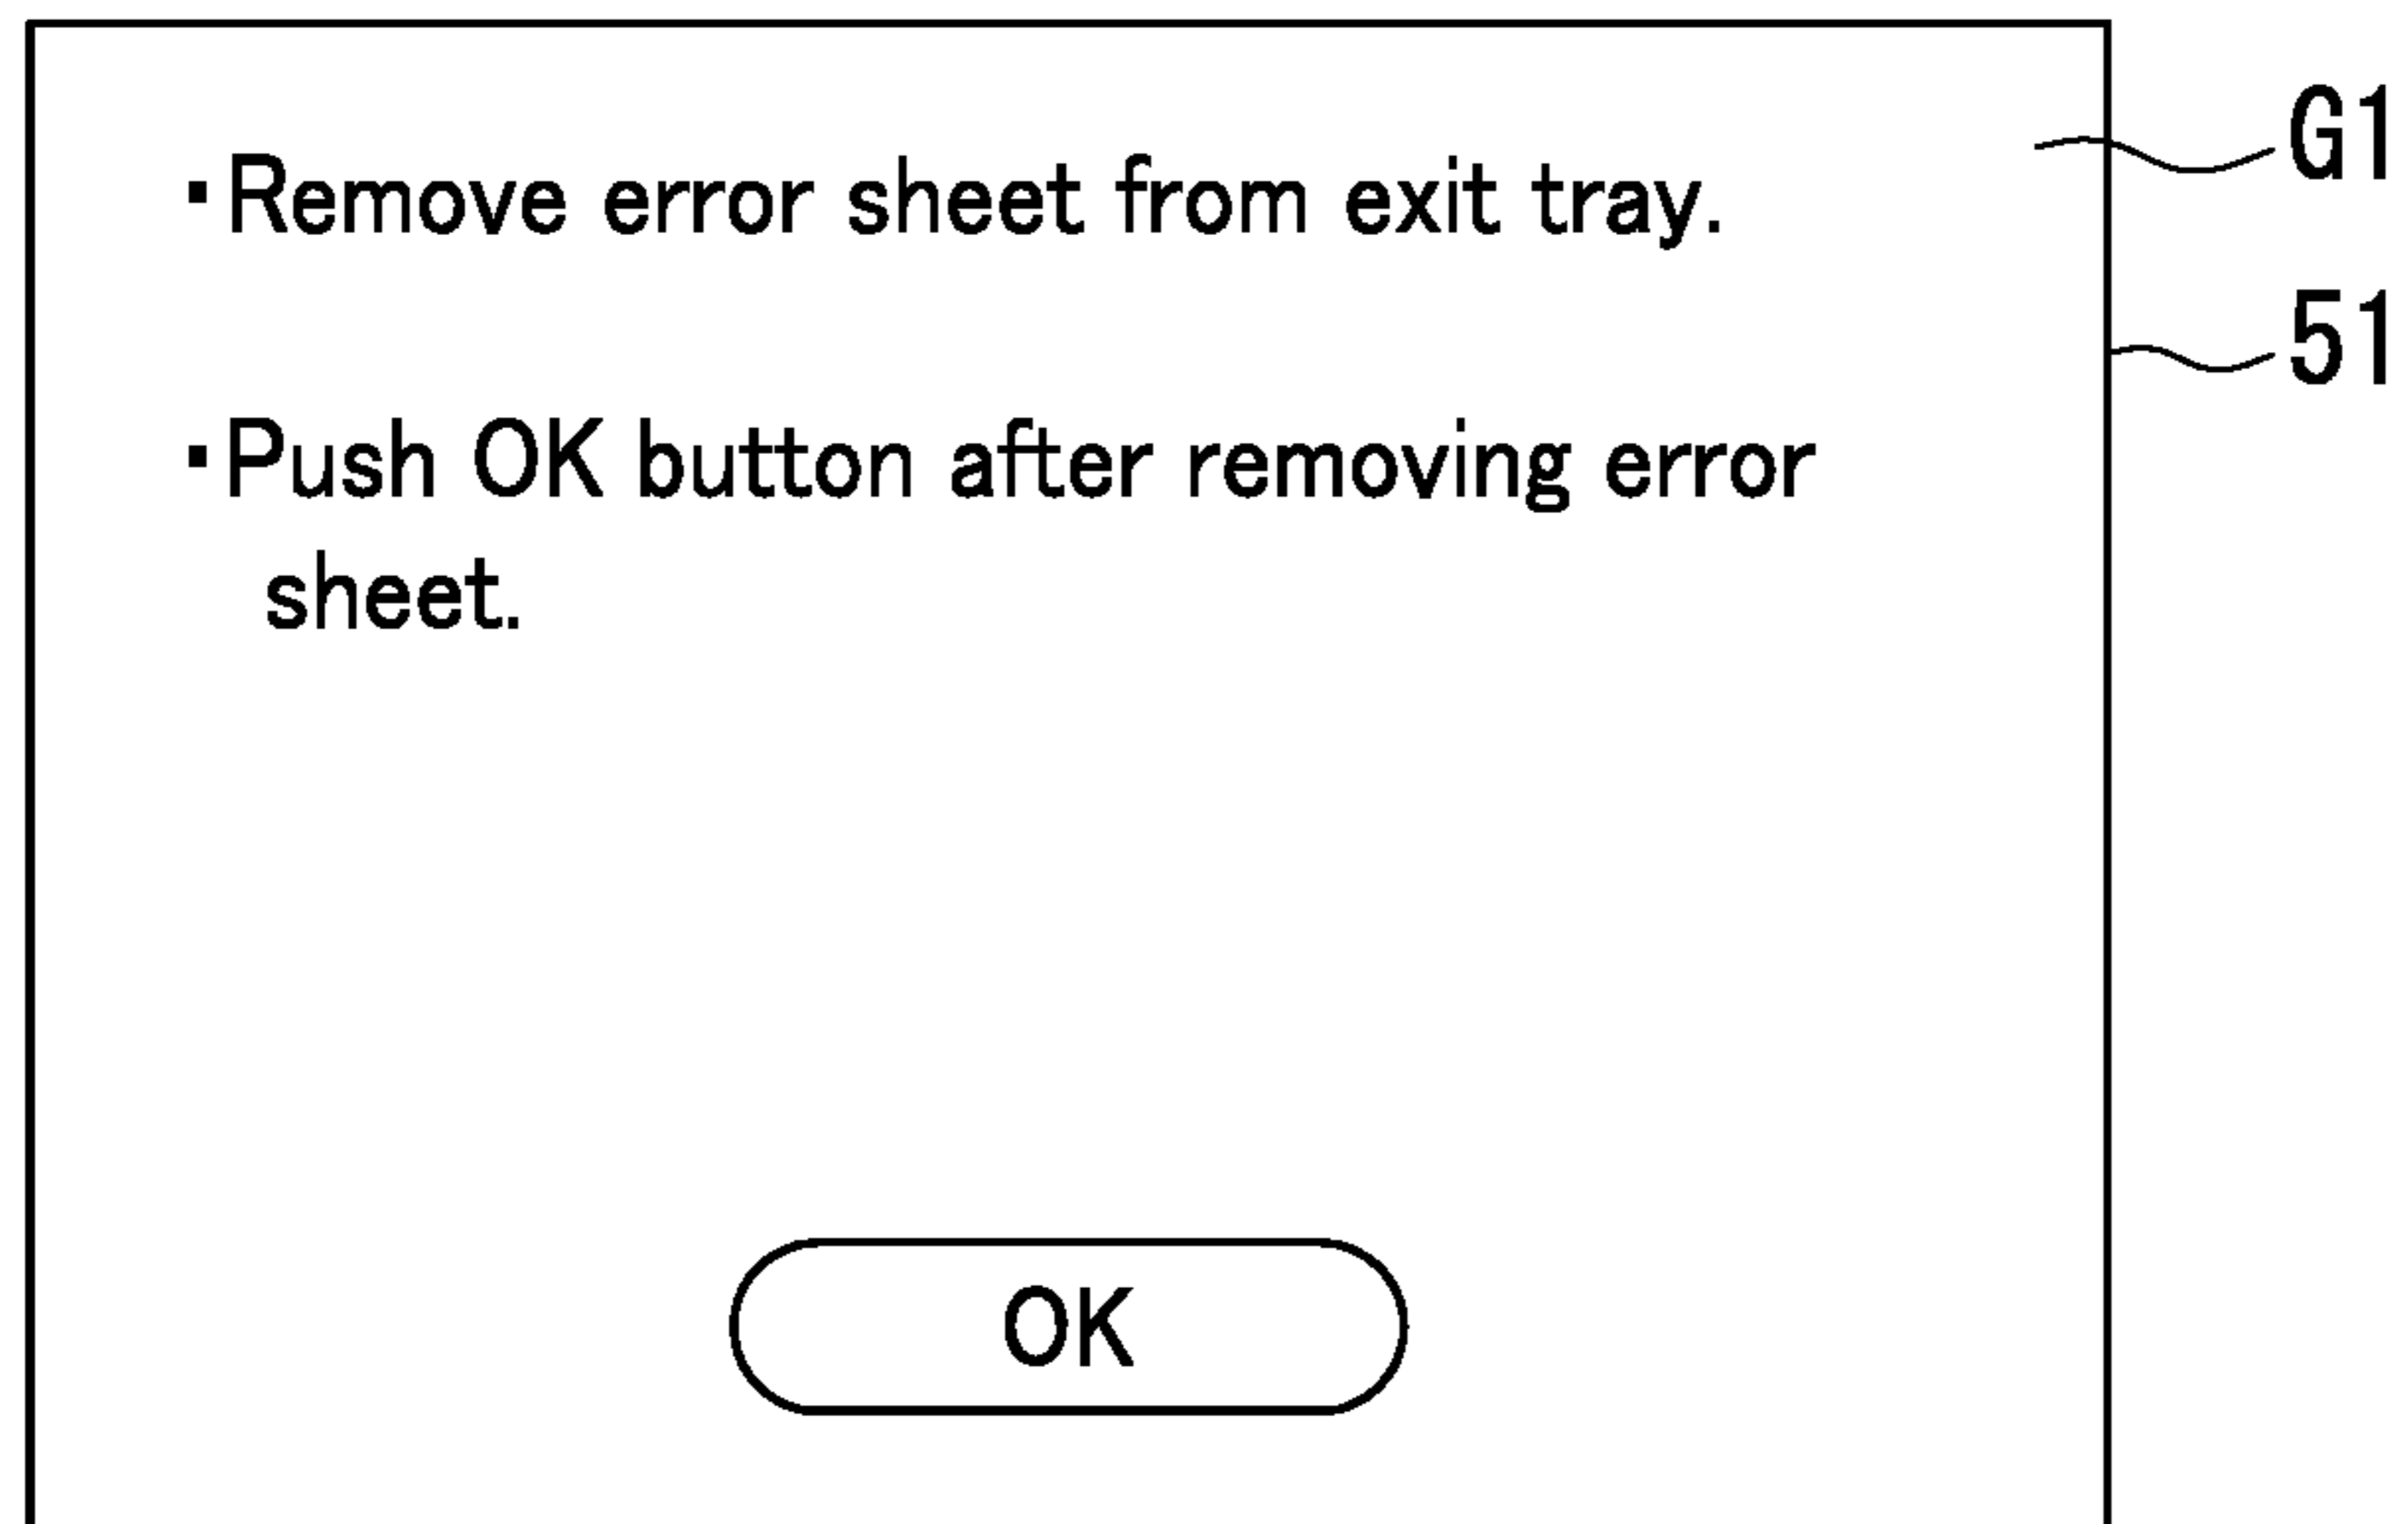 ▪Remove error sheet from exit tray.
G1
51
▪Push OK button after removing error
sheet.
OK